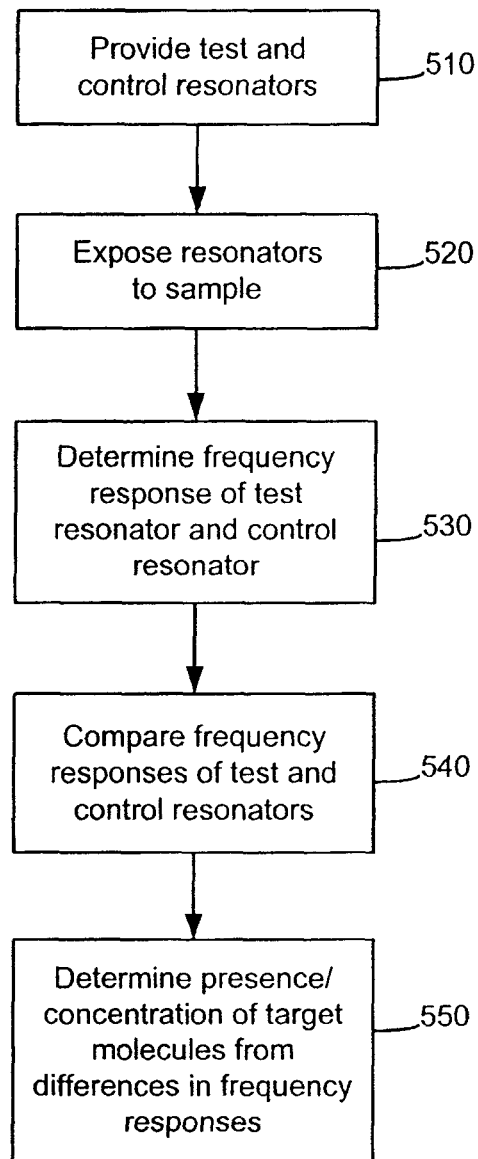 Provide test and
control resonators
510
Expose resonators
to sample
520
Determine frequency
response of test
resonator and control
resonator
530
Compare frequency
responses of test and
control resonators
540
Determine presence/
concentration of target
molecules from
differences in frequency
responses
550